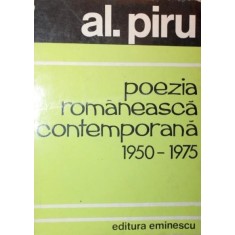 al. piru
poezia
românească
contemporană
1950 - 1975
editura eminescu